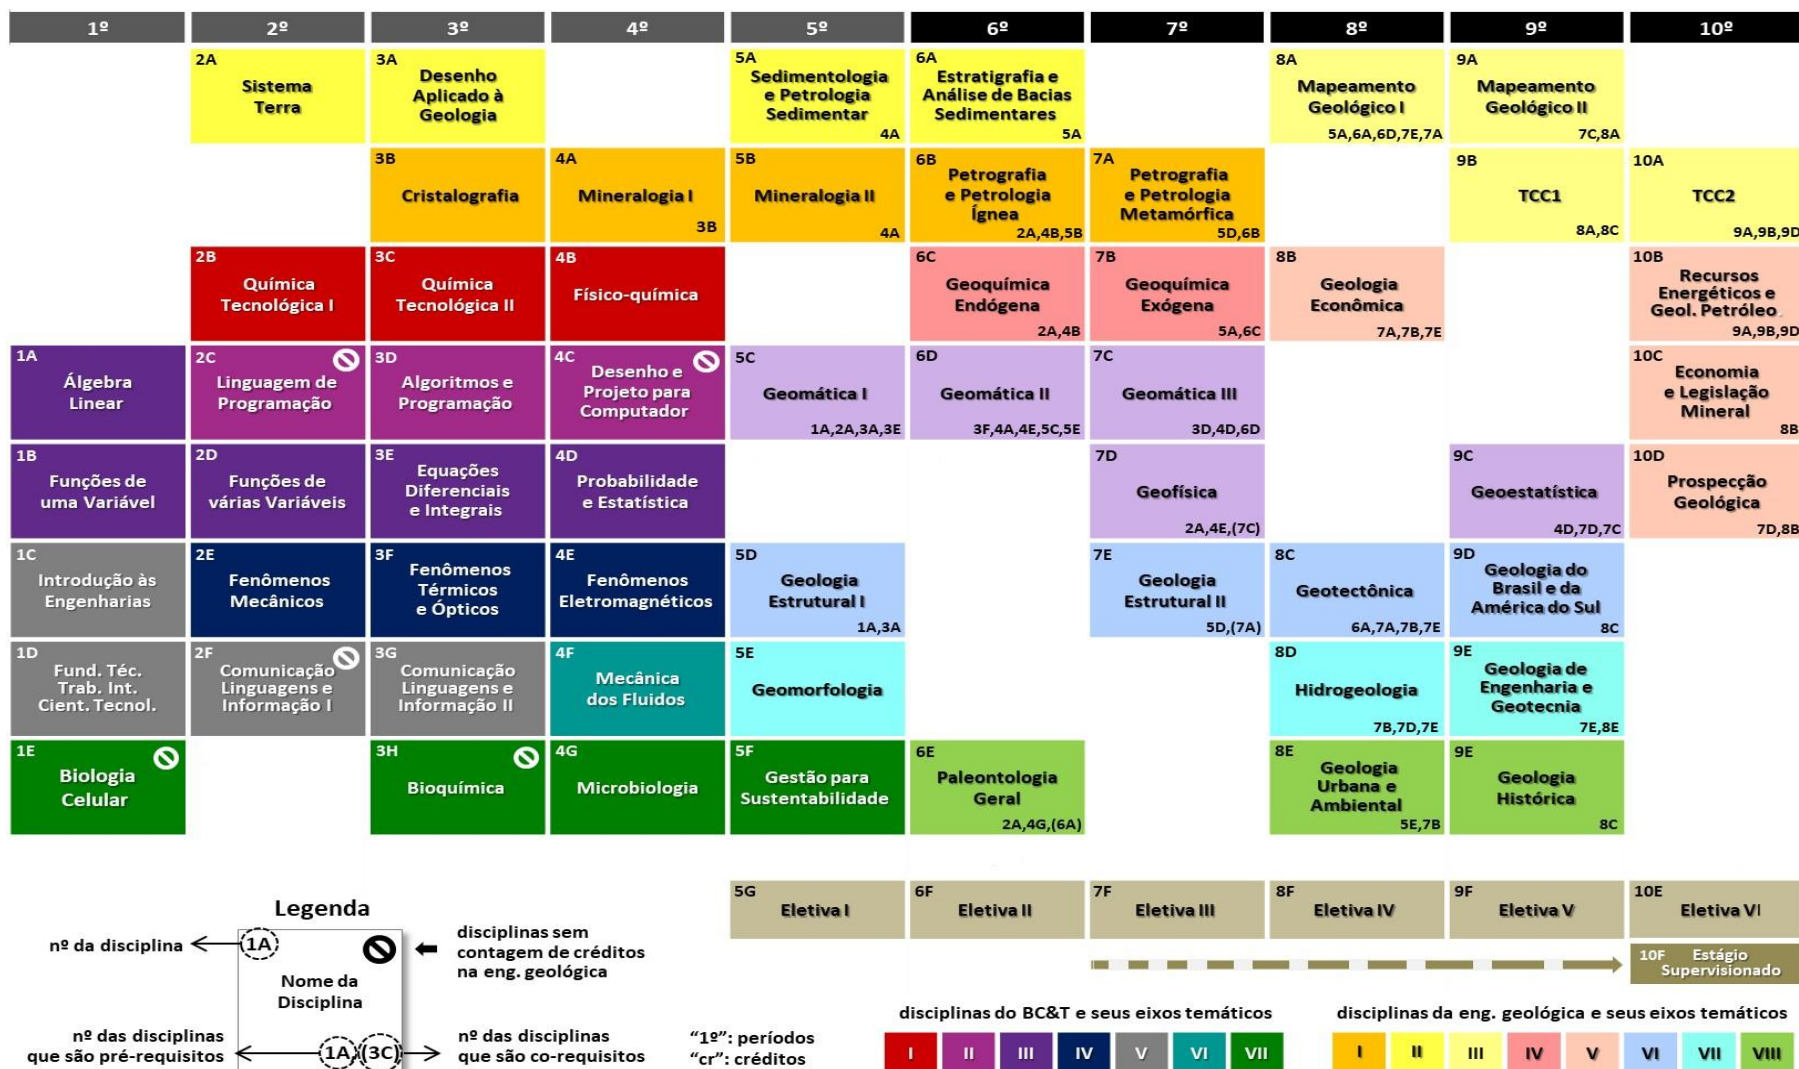 1º 2º 3º 4º 5º 6º 7º 8º 9º 10º
2A
Sistema
Terra
3A
Desenho
Aplicado à
Geologia
5A
Sedimentologia
e Petrologia
Sedimentar
4A
6A
Estratigrafia e
Análise de Bacias
Sedimentares
5A
8A
Mapeamento
Geológico I
5A,6A,6D,7E,7A
9A
Mapeamento
Geológico II
7C,8A
3B
Cristalografia
4A
Mineralogia I
3B
5B
Mineralogia II
4A
6B
Petrografia
e Petrologia
Ígnea
2A,4B,5B
7A
Petrografia
e Petrologia
Metamórfica
5D,6B
9B
TCC1
8A,8C
10A
TCC2
9A,9B,9D
2B
Química
Tecnológica I
3C
Química
Tecnológica II
4B
Físico-química
6C
Geoquímica
Endógena
2A,4B
7B
Geoquímica
Exógena
5A,6C
8B
Geologia
Econômica
7A,7B,7E
10B
Recursos
Energéticos e
Geol. Petróleo
9A,9B,9D
1A
Álgebra
Linear
2C
Linguagem de
Programação
3D
Algoritmos e
Programação
4C
Desenho e
Projeto para
Computador
5C
Geomática I
1A,2A,3A,3E
6D
Geomática II
3F,4A,4E,5C,5E
7C
Geomática III
3D,4D,6D
10C
Economia
e Legislação
Mineral
8B
1B
Funções de
uma Variável
2D
Funções de
várias Variáveis
3E
Equações
Diferenciais
e Integrais
4D
Probabilidade
e Estatística
7D
Geofísica
2A,4E,(7C)
9C
Geoestatística
4D,7D,7C
10D
Prospecção
Geológica
7D,8B
1C
Introdução às
Engenharias
2E
Fenômenos
Mecânicos
3F
Fenômenos
Térmicos
e Ópticos
4E
Fenômenos
Eletromagnéticos
5D
Geologia
Estrutural I
1A,3A
7E
Geologia
Estrutural II
5D,(7A)
8C
Geotectônica
6A,7A,7B,7E
9D
Geologia do
Brasil e da
América do Sul
8C
1D
Fund. Téc.
Trab. Int.
Cient. Tecnol.
2F
Comunicação
Linguagens e
Informação I
3G
Comunicação
Linguagens e
Informação II
4F
Mecânica
dos Fluidos
5E
Geomorfologia
8D
Hidrogeologia
7B,7D,7E
9E
Geologia de
Engenharia e
Geotecnia
7E,8E
1E
Biologia
Celular
3H
Bioquímica
4G
Microbiologia
5F
Gestão para
Sustentabilidade
6E
Paleontologia
Geral
2A,4G,(6A)
8E
Geologia
Urbana e
Ambiental
5E,7B
9E
Geologia
Histórica
8C
5G
Eletiva I
6F
Eletiva II
7F
Eletiva III
8F
Eletiva IV
9F
Eletiva V
10E
Eletiva VI
10F Estágio
Supervisionado
Legenda
nº da disciplina
1A
disciplinas sem
contagem de créditos
na eng. geológica
Nome da
Disciplina
nº das disciplinas
que são pré-requisitos
1A,(3C)
nº das disciplinas
que são co-requisitos
"1º": períodos
"cr": créditos
disciplinas do BC&T e seus eixos temáticos
I II III IV V VI VII
disciplinas da eng. geológica e seus eixos temáticos
I II III IV V VI VII VIII